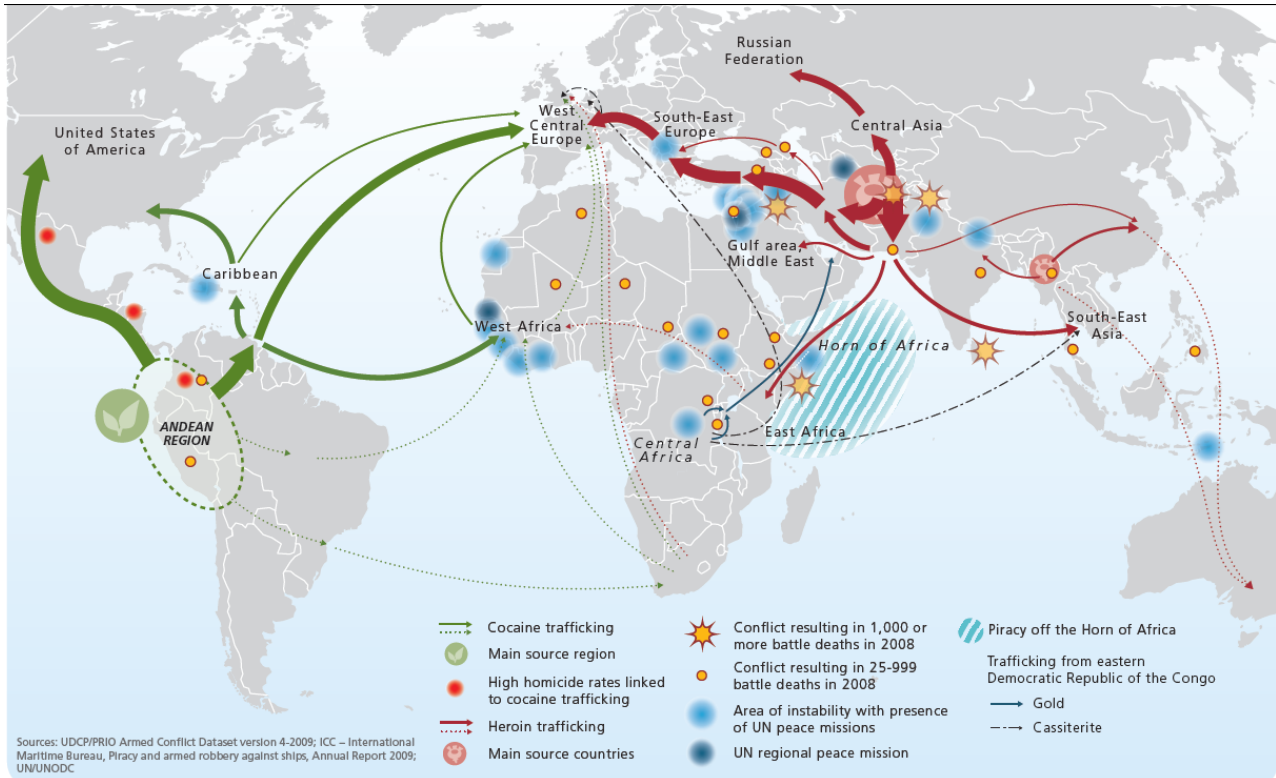 Russian
Federation
United States
of America
West
Central
Europe
South-East
Europe
Central Asia
Caribbean
Gulf area,
Middle East
West Africa
Horn of Africa
South-East
Asia
ANDEAN
REGION
Central
Africa
East Africa
Cocaine trafficking
Main source region
High homicide rates linked
to cocaine trafficking
Heroin trafficking
Main source countries
Conflict resulting in 1,000 or
more battle deaths in 2008
Conflict resulting in 25-999
battle deaths in 2008
Area of instability with presence
of UN peace missions
UN regional peace mission
Piracy off the Horn of Africa
Trafficking from eastern
Democratic Republic of the Congo
Gold
Cassiterite
Sources: UDCP/PRIO Armed Conflict Dataset version 4-2009; ICC – International
Maritime Bureau, Piracy and armed robbery against ships, Annual Report 2009;
UN/UNODC